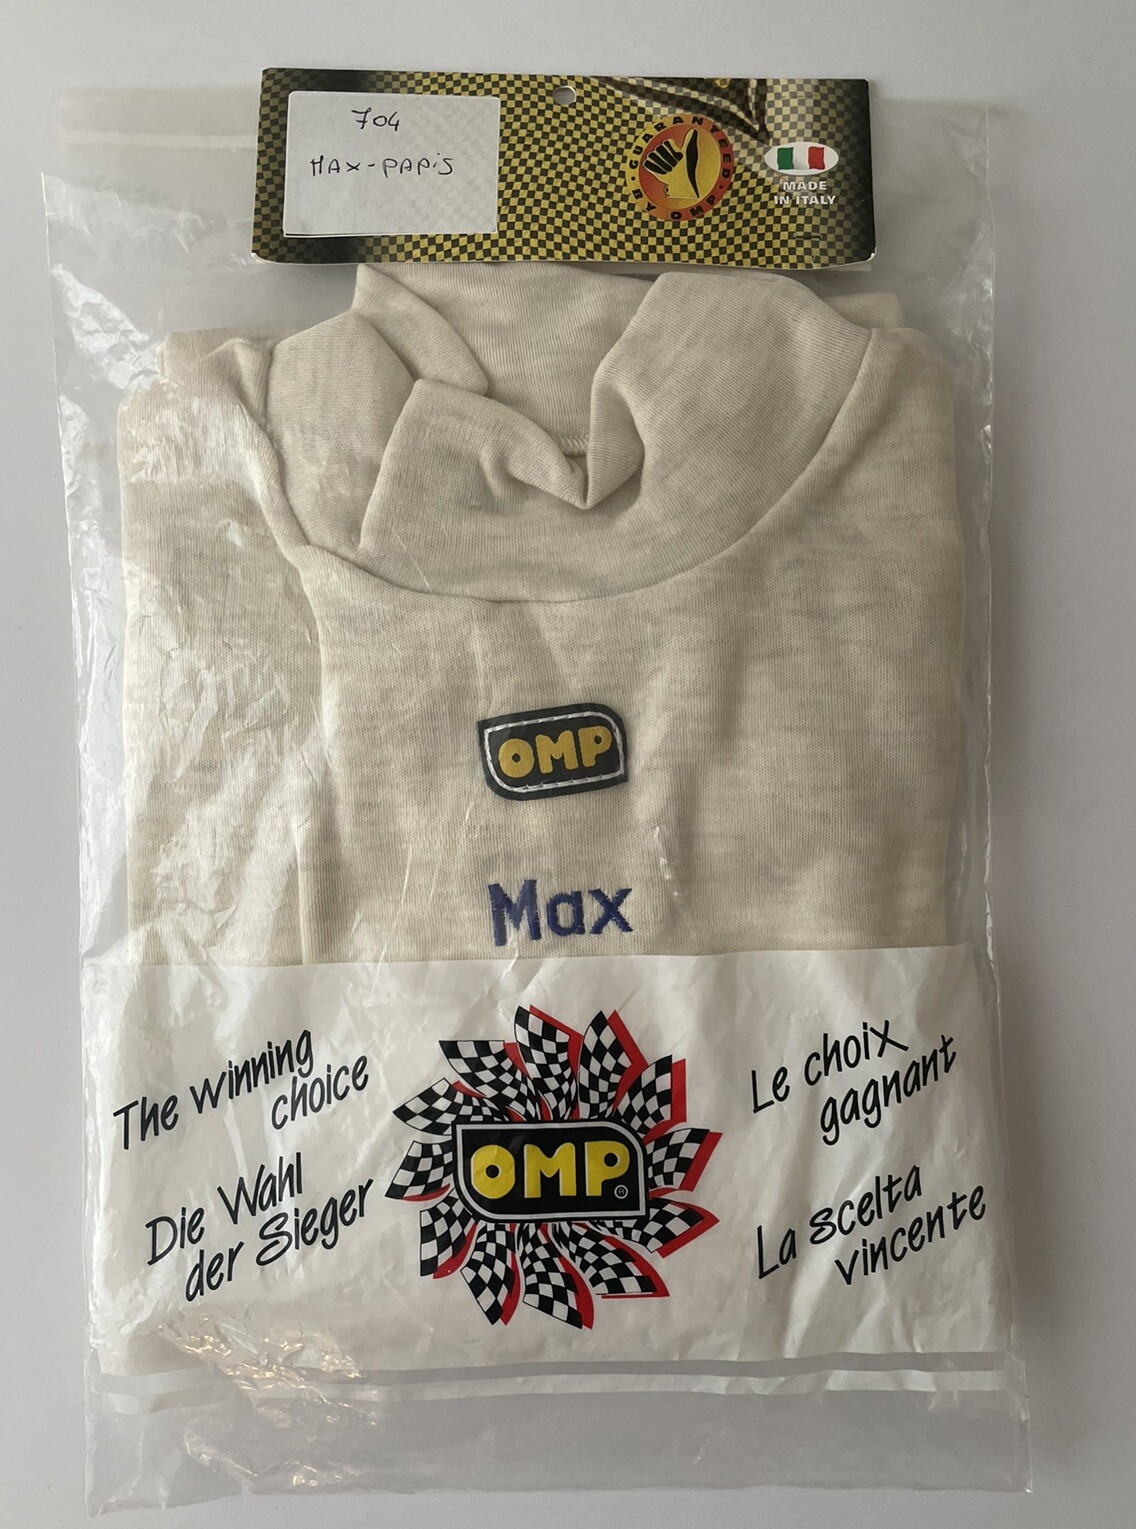 704
MAX-PAPiS
GUARANTEED BY OMP
MADE
IN ITALY
OMP
Max
The winning
choice
Die Wahl
der Sieger
OMP®
Le choix
gagnant
La scelta
vincente